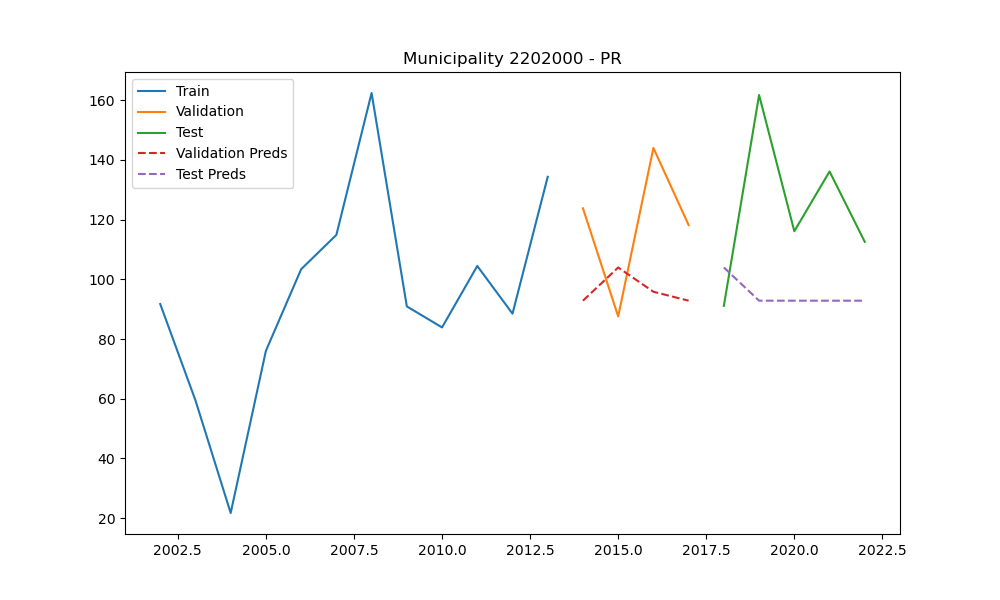 Municipality 2202000 - PR
Train
Validation
Test
Validation Preds
Test Preds
160
140
120
100
80
60
40
20
2002.5 2005.0 2007.5 2010.0 2012.5 2015.0 2017.5 2020.0 2022.5